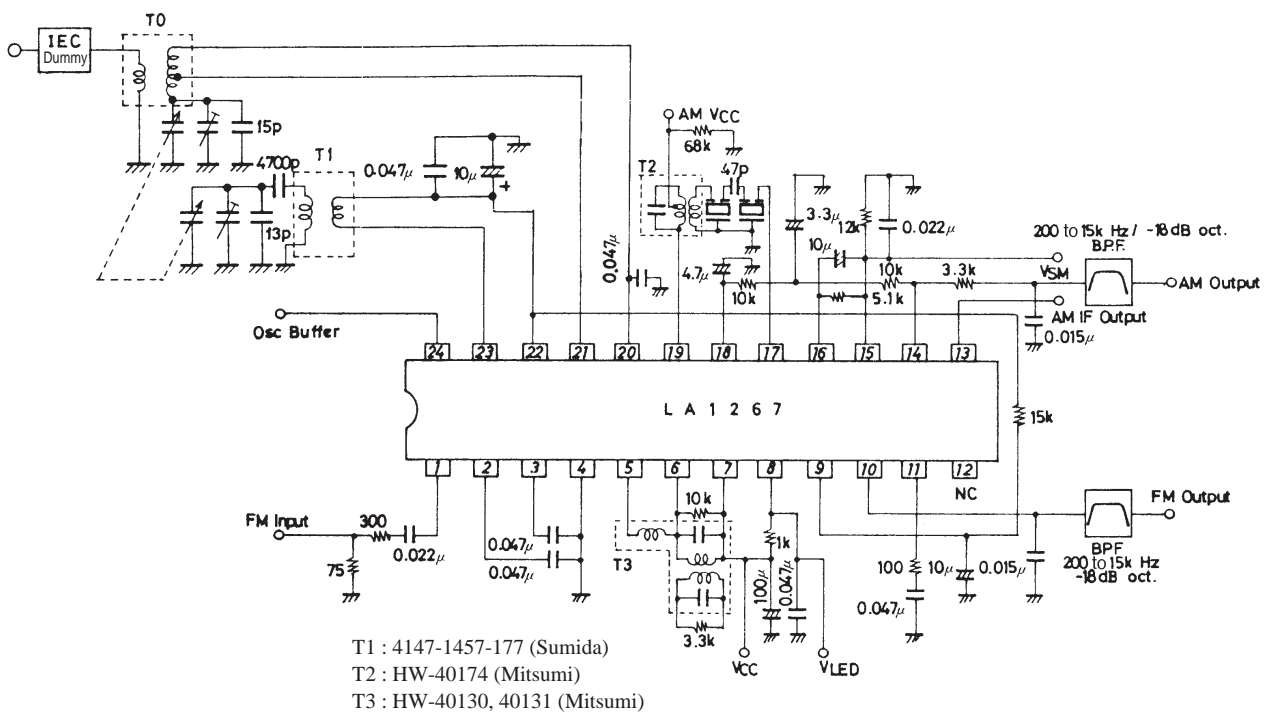 T0
IEC
Dummy
15p
4700p
T1
13p
0.047μ
10μ
+
AM VCC
68k
T2
47p
3.3μ
12k
0.022μ
10μ
0.047μ
4.7μ
10k
5.1k
10k
3.3k
VSM
200 to 15k Hz / -18dB oct.
B.P.F.
AM Output
AM IF Output
0.015μ
Osc Buffer
24 23 22 21 20 19 18 17 16 15 14 13
LA1267
15k
1 2 3 4 5 6 7 8 9 10 11 12
NC
FM Input
300
0.022μ
75
0.047μ
0.047μ
10k
T3
3.3k
1k
100μ
0.047μ
VCC
VLED
100
0.047μ
10μ
0.015μ
FM Output
BPF
200 to 15k Hz
-18dB oct.
T1 : 4147-1457-177 (Sumida)
T2 : HW-40174 (Mitsumi)
T3 : HW-40130, 40131 (Mitsumi)